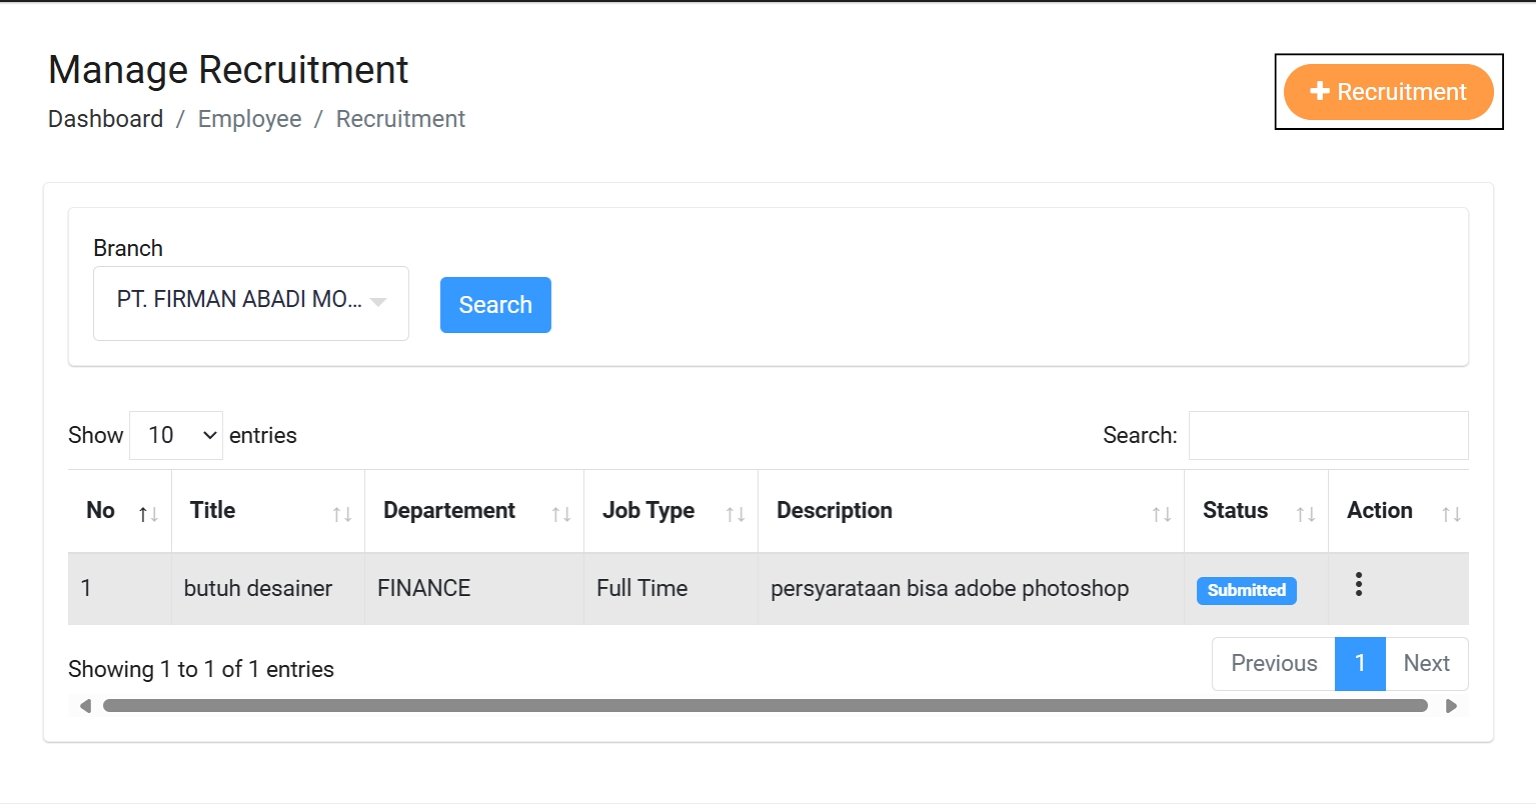 Manage Recruitment
Dashboard / Employee / Recruitment
+ Recruitment
Branch
PT. FIRMAN ABADI MO...
Search
Show 10 entries
Search:
No Title Departement Job Type Description Status Action
1 butuh desainer FINANCE Full Time persyarataan bisa adobe photoshop Submitted
Showing 1 to 1 of 1 entries
Previous 1 Next